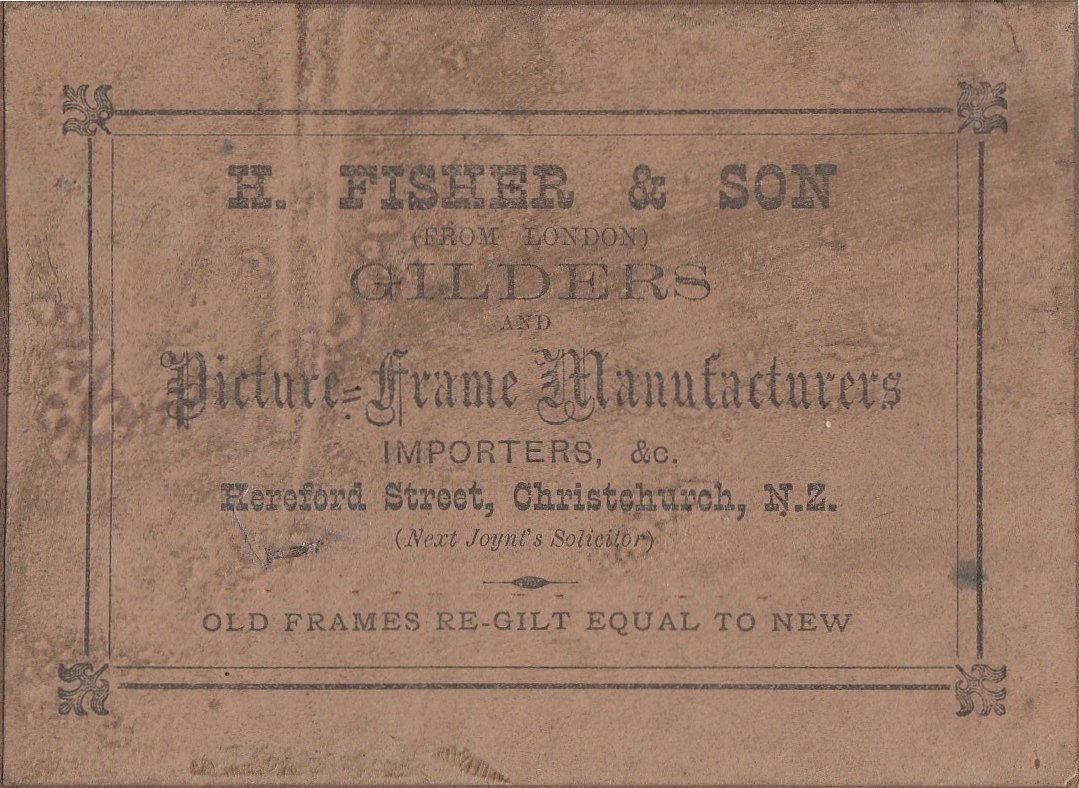 H. FISHER & SON
(FROM LONDON)
GILDERS
AND
Picture-Frame Manufacturers
IMPORTERS, &c.
Hereford Street, Christchurch, N.Z.
(Next Joynt's Solicitor)
OLD FRAMES RE-GILT EQUAL TO NEW